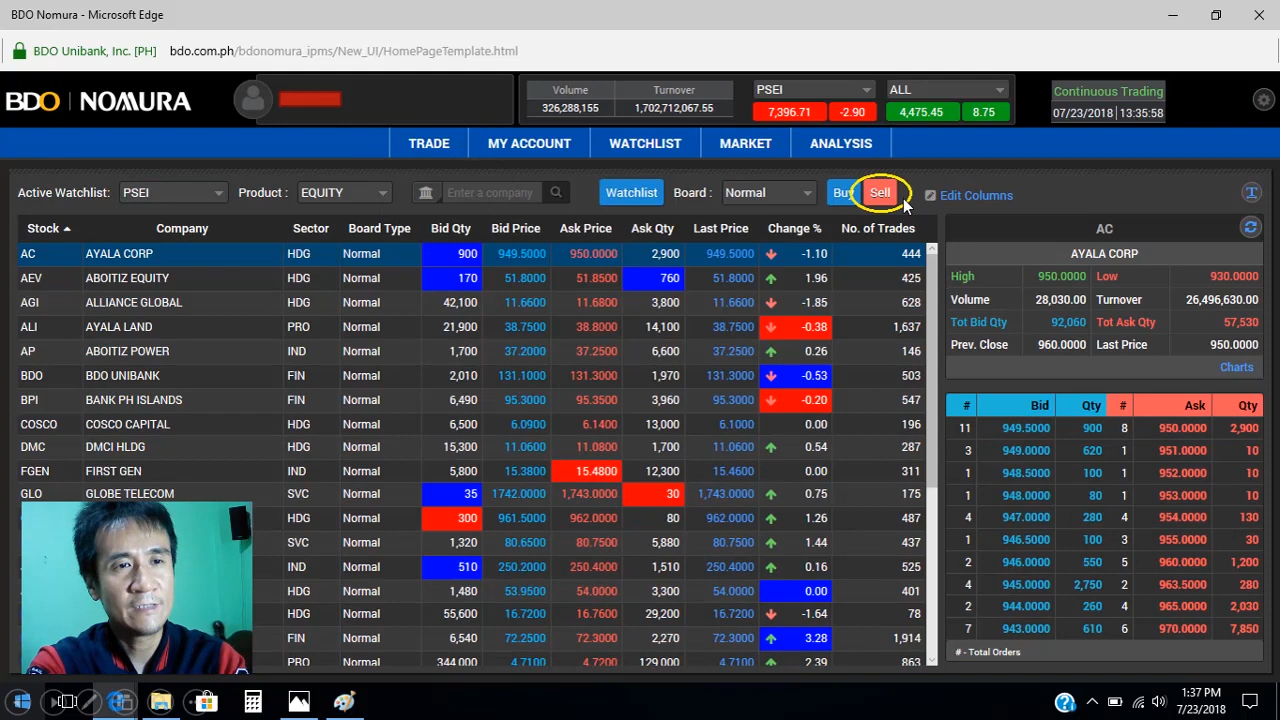 BDO Nomura - Microsoft Edge
BDO Unibank, Inc. [PH] bdo.com.ph/bdonomura_ipms/New_UI/HomePageTemplate.html
BDO NOMURA
Volume Turnover
326,288,155 1,702,712,067.55
PSEI ALL
7,396.71 -2.90 4,475.45 8.75
Continuous Trading
07/23/2018 13:35:58
TRADE MY ACCOUNT WATCHLIST MARKET ANALYSIS
Active Watchlist: PSEI Product : EQUITY Enter a company Watchlist Board : Normal Buy Sell Edit Columns
Stock Company Sector Board Type Bid Qty Bid Price Ask Price Ask Qty Last Price Change % No. of Trades
AC AYALA CORP HDG Normal 900 949.5000 950.0000 2,900 949.5000 -1.10 444
AEV ABOITIZ EQUITY HDG Normal 170 51.8000 51.8500 760 51.8000 1.96 425
AGI ALLIANCE GLOBAL HDG Normal 42,100 11.6600 11.6800 3,800 11.6600 -1.85 628
ALI AYALA LAND PRO Normal 21,900 38.7500 38.8000 14,100 38.7500 -0.38 1,637
AP ABOITIZ POWER IND Normal 1,700 37.2000 37.2500 6,600 37.2500 0.26 146
BDO BDO UNIBANK FIN Normal 2,010 131.1000 131.3000 1,970 131.3000 -0.53 503
BPI BANK PH ISLANDS FIN Normal 6,490 95.3000 95.3500 3,960 95.3000 -0.20 547
COSCO COSCO CAPITAL HDG Normal 6,500 6.0900 6.1400 13,000 6.1000 0.00 196
DMC DMCI HLDG HDG Normal 15,300 11.0600 11.0800 1,700 11.0600 0.54 287
FGEN FIRST GEN IND Normal 5,800 15.3800 15.4800 12,300 15.4600 0.00 311
GLO GLOBE TELECOM SVC Normal 35 1742.0000 1,743.0000 30 1,743.0000 0.75 175
HDG Normal 300 961.5000 962.0000 80 962.0000 1.26 487
SVC Normal 1,320 80.6500 80.7500 5,880 80.7500 1.44 437
IND Normal 510 250.2000 250.4000 1,510 250.4000 0.16 525
HDG Normal 1,480 53.9500 54.0000 3,300 54.0000 0.00 401
HDG Normal 55,600 16.7200 16.7600 29,200 16.7200 -1.64 78
FIN Normal 6,540 72.2500 72.3000 2,270 72.3000 3.28 1,914
PRO Normal 344,000 4.7100 4.7200 129,000 4.7100 2.39 863
AC
AYALA CORP
High 950.0000 Low 930.0000
Volume 28,030.00 Turnover 26,496,630.00
Tot Bid Qty 92,060 Tot Ask Qty 57,530
Prev. Close 960.0000 Last Price 950.0000
Charts
# Bid Qty # Ask Qty
11 949.5000 900 8 950.0000 2,900
3 949.0000 620 1 951.0000 10
1 948.5000 100 1 952.0000 10
1 948.0000 80 1 953.0000 10
4 947.0000 280 4 954.0000 130
1 946.5000 100 3 955.0000 30
2 946.0000 550 5 960.0000 1,200
4 945.0000 2,750 2 963.5000 280
2 944.0000 260 4 965.0000 2,030
7 943.0000 610 6 970.0000 7,850
# - Total Orders
1:37 PM
7/23/2018